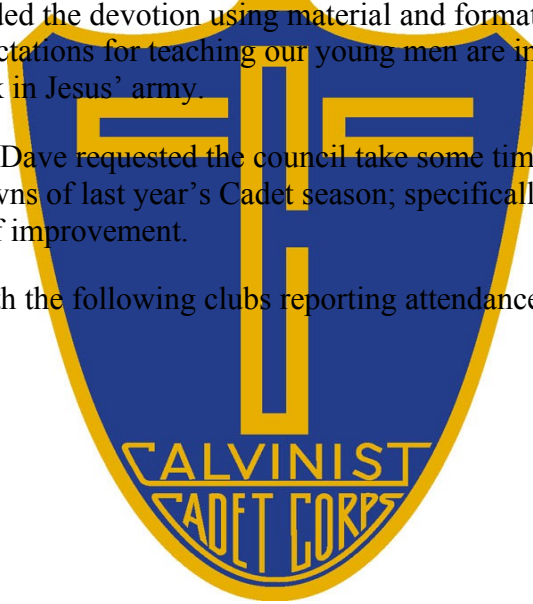 led the devotion using material and format
ctations for teaching our young men are in
in Jesus’ army.
Dave requested the council take some tim
wns of last year’s Cadet season; specifically
f improvement.
h the following clubs reporting attendance
CALVINIST
CADET CORPS